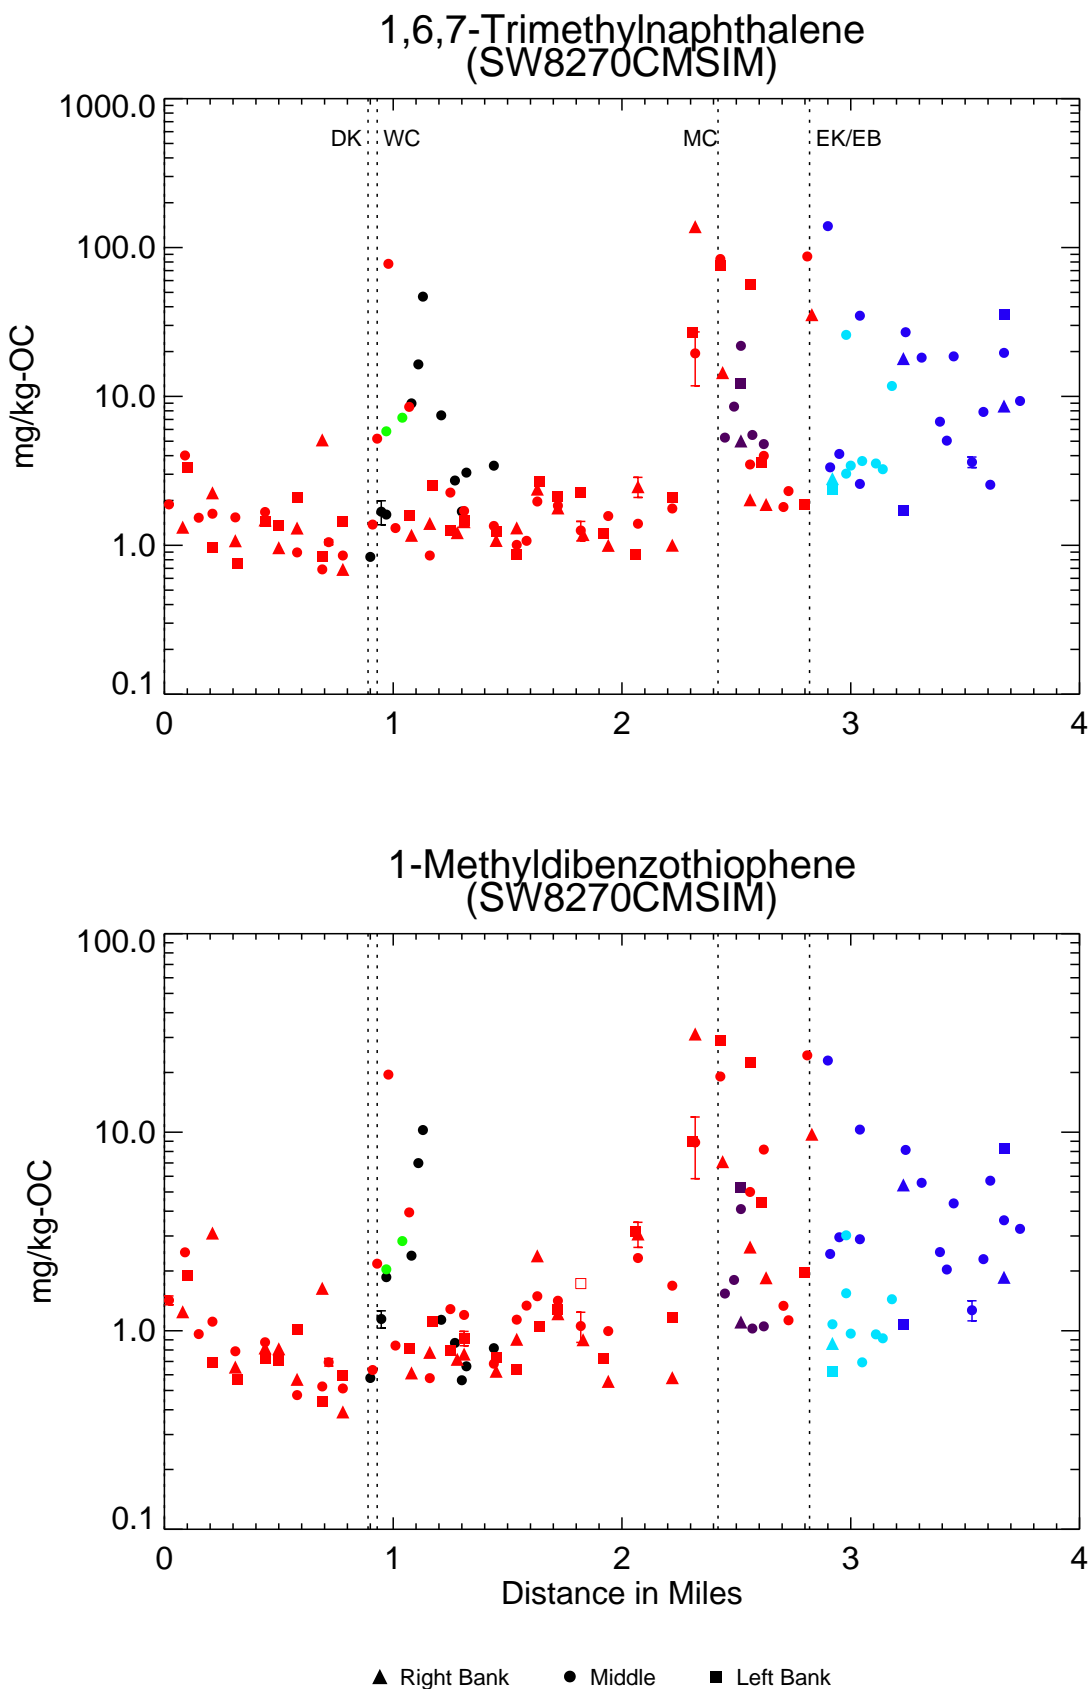 1,6,7-Trimethylnaphthalene
(SW8270CMSIM)
1000.0
100.0
10.0
1.0
0.1
mg/kg-OC
DK WC MC EK/EB
0 1 2 3 4
1-Methyldibenzothiophene
(SW8270CMSIM)
100.0
10.0
1.0
0.1
mg/kg-OC
0 1 2 3 4
Distance in Miles
Right Bank Middle Left Bank